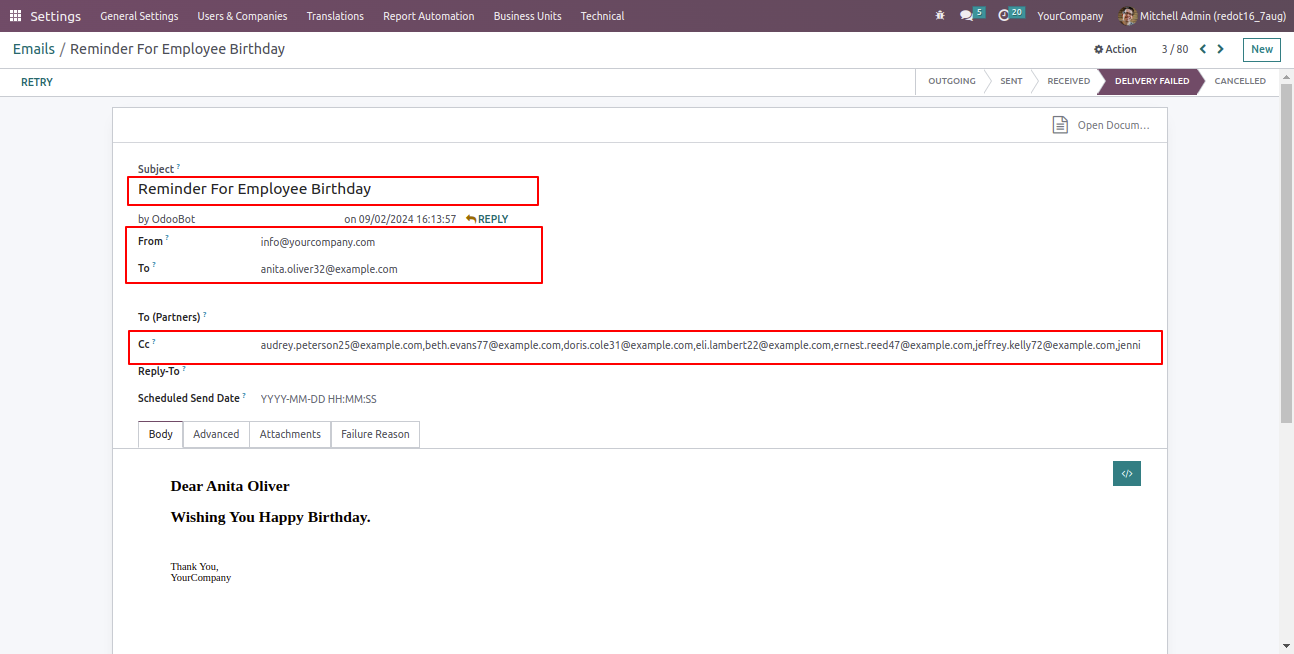 Settings General Settings Users & Companies Translations Report Automation Business Units Technical 5 20 YourCompany Mitchell Admin (redot16_7aug)
Emails / Reminder For Employee Birthday Action 3 / 80 New
RETRY OUTGOING SENT RECEIVED DELIVERY FAILED CANCELLED
Open Docum...
Subject ?
Reminder For Employee Birthday
by OdooBot on 09/02/2024 16:13:57 REPLY
From ? info@yourcompany.com
To ? anita.oliver32@example.com
To (Partners) ?
Cc ? audrey.peterson25@example.com,beth.evans77@example.com,doris.cole31@example.com,eli.lambert22@example.com,ernest.reed47@example.com,jeffrey.kelly72@example.com,jenni
Reply-To ?
Scheduled Send Date ? YYYY-MM-DD HH:MM:SS
Body Advanced Attachments Failure Reason
</>
Dear Anita Oliver
Wishing You Happy Birthday.
Thank You,
YourCompany